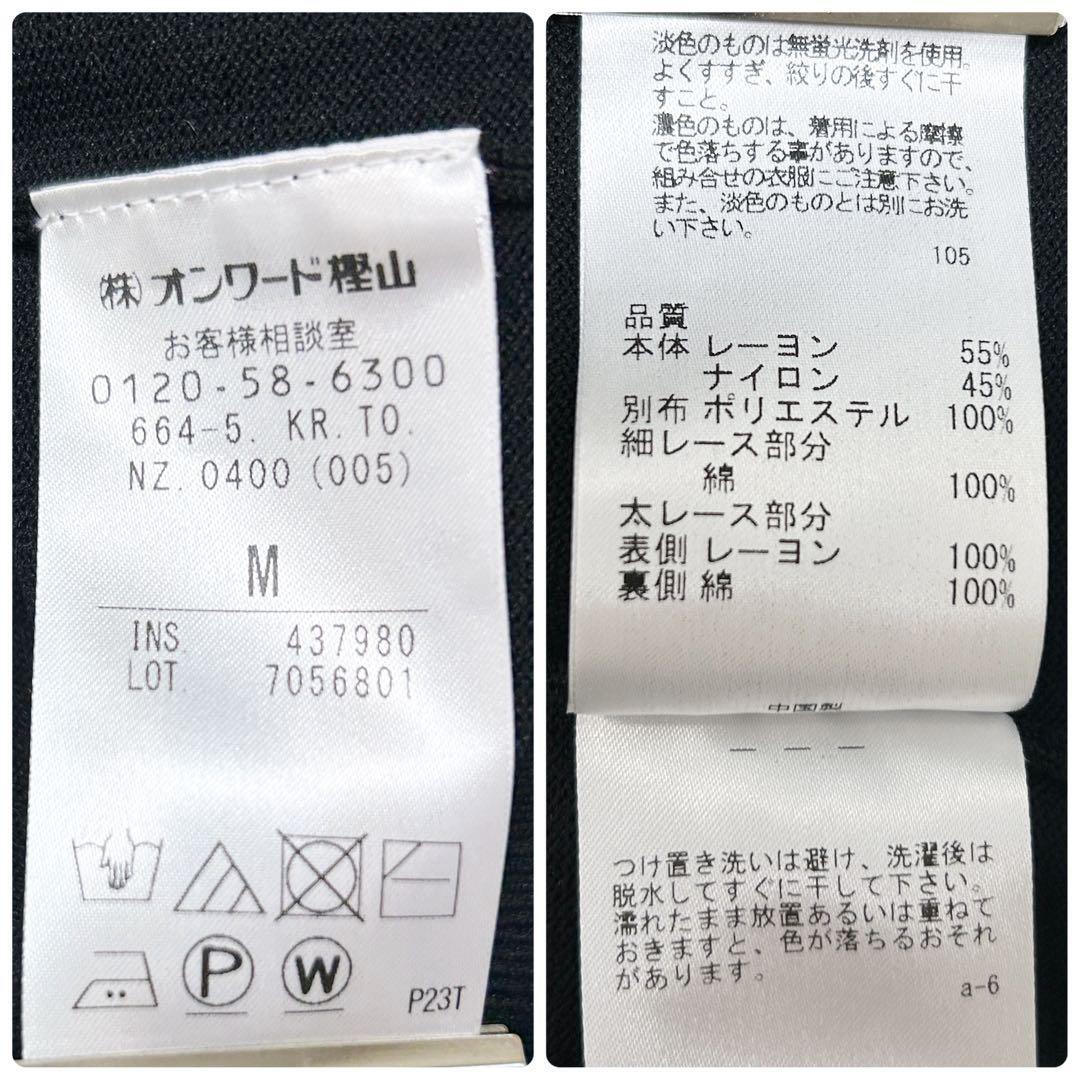 (株)オンワード樫山
お客様相談室
0120-58-6300
664-5. KR.TO.
NZ.0400(005)
M
INS. 437980
LOT. 7056801
P
W
P23T
淡色のものは無蛍光洗剤を使用。
よくすすぎ、絞りの後すぐに干
すこと。
濃色のものは、着用による摩擦
で色落ちする事がありますので、
組み合せの衣服にご注意下さい。
また、淡色のものとは別にお洗
い下さい。
105
品質
本体 レーヨン 55%
ナイロン 45%
別布 ポリエステル 100%
細レース部分
綿 100%
太レース部分
表側 レーヨン 100%
裏側 綿 100%
中国製
つけ置き洗いは避け、洗濯後は
脱水してすぐに干して下さい。
濡れたまま放置あるいは重ねて
おきますと、色が落ちるおそれ
があります。
a-6